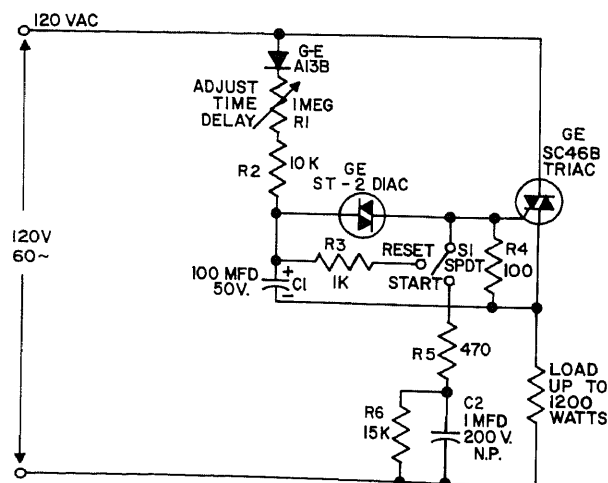 120 VAC
G-E
A13B
ADJUST
TIME
DELAY
1MEG
R1
R2
10K
GE
ST-2 DIAC
GE
SC46B
TRIAC
120V
60~
R3
1K
RESET
START
S1
SPDT
R4
100
100 MFD
50V.
+
−
C1
R5
470
R6
15K
C2
1 MFD
200 V.
N.P.
LOAD
UP TO
1200
WATTS